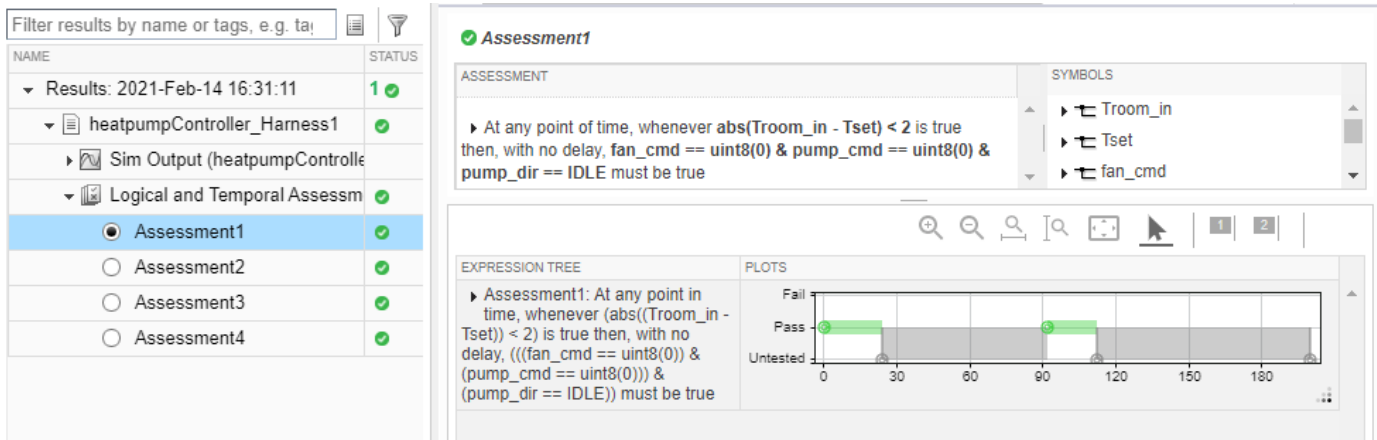 Filter results by name or tags, e.g. ta
NAME
STATUS
Results: 2021-Feb-14 16:31:11
1
heatpumpController_Harness1
Sim Output (heatpumpControlle
Logical and Temporal Assessm
Assessment1
Assessment2
Assessment3
Assessment4
Assessment1
ASSESSMENT
At any point of time, whenever abs(Troom_in - Tset) < 2 is true
then, with no delay, fan_cmd == uint8(0) & pump_cmd == uint8(0) &
pump_dir == IDLE must be true
SYMBOLS
Troom_in
Tset
fan_cmd
1
2
EXPRESSION TREE
Assessment1: At any point in
time, whenever (abs((Troom_in -
Tset)) < 2) is true then, with no
delay, (((fan_cmd == uint8(0)) &
(pump_cmd == uint8(0))) &
(pump_dir == IDLE)) must be true
PLOTS
Fail
Pass
Untested
0 30 60 90 120 150 180